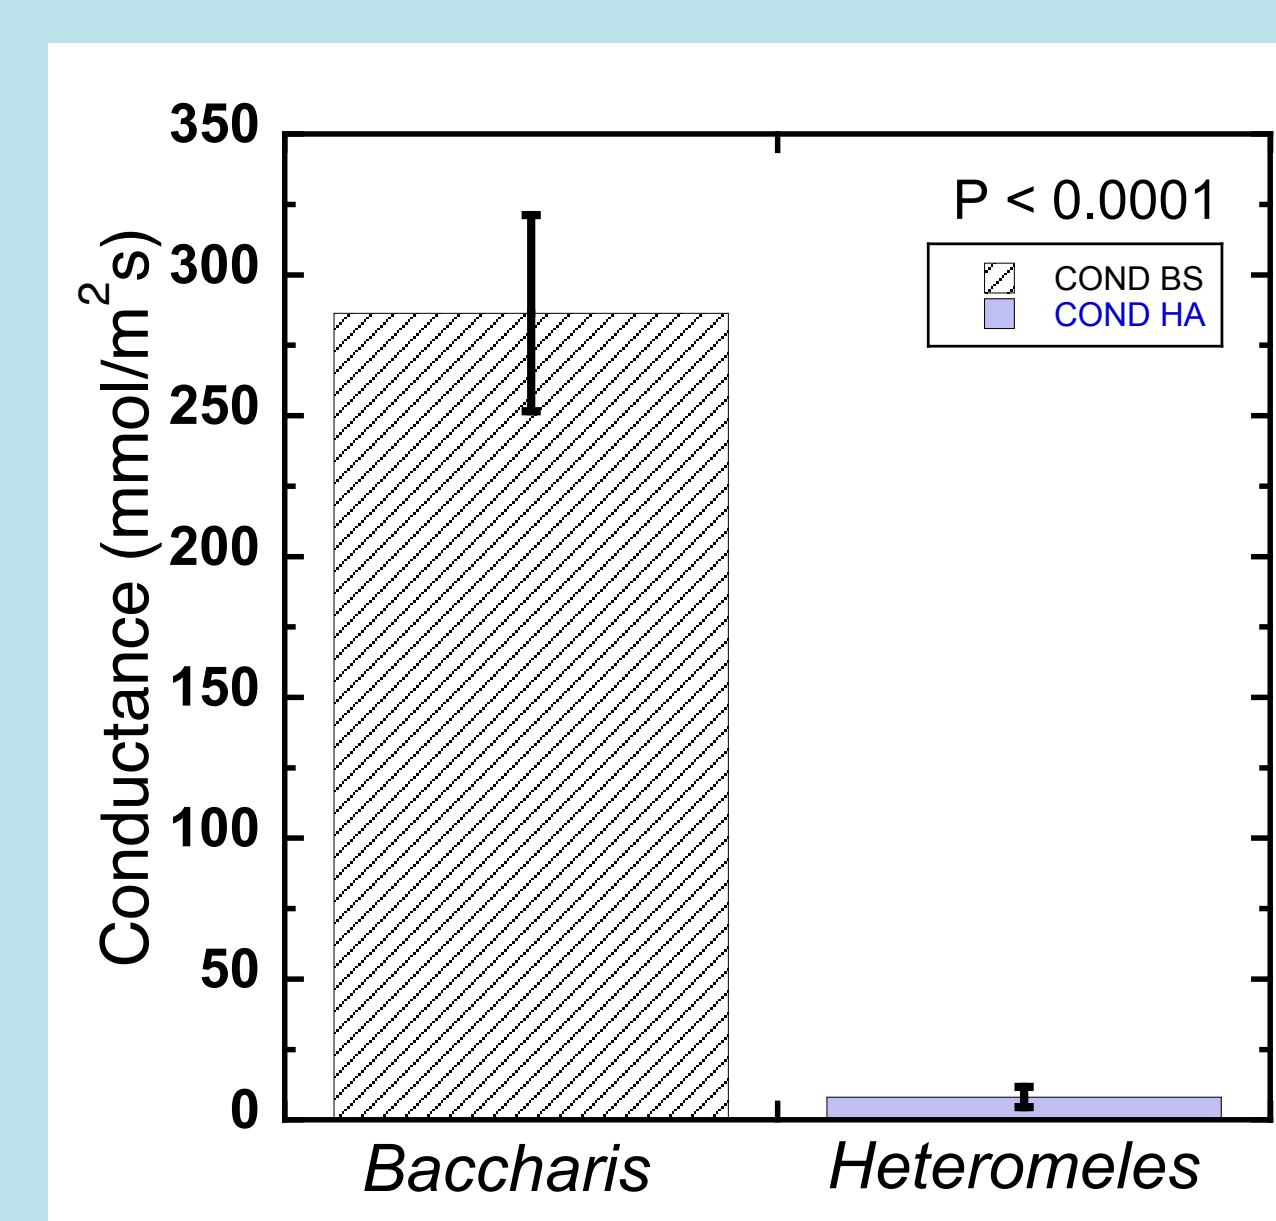 350
300
250
200
150
100
50
0
Conductance (mmol/m²s)
P < 0.0001
COND BS
COND HA
Baccharis
Heteromeles